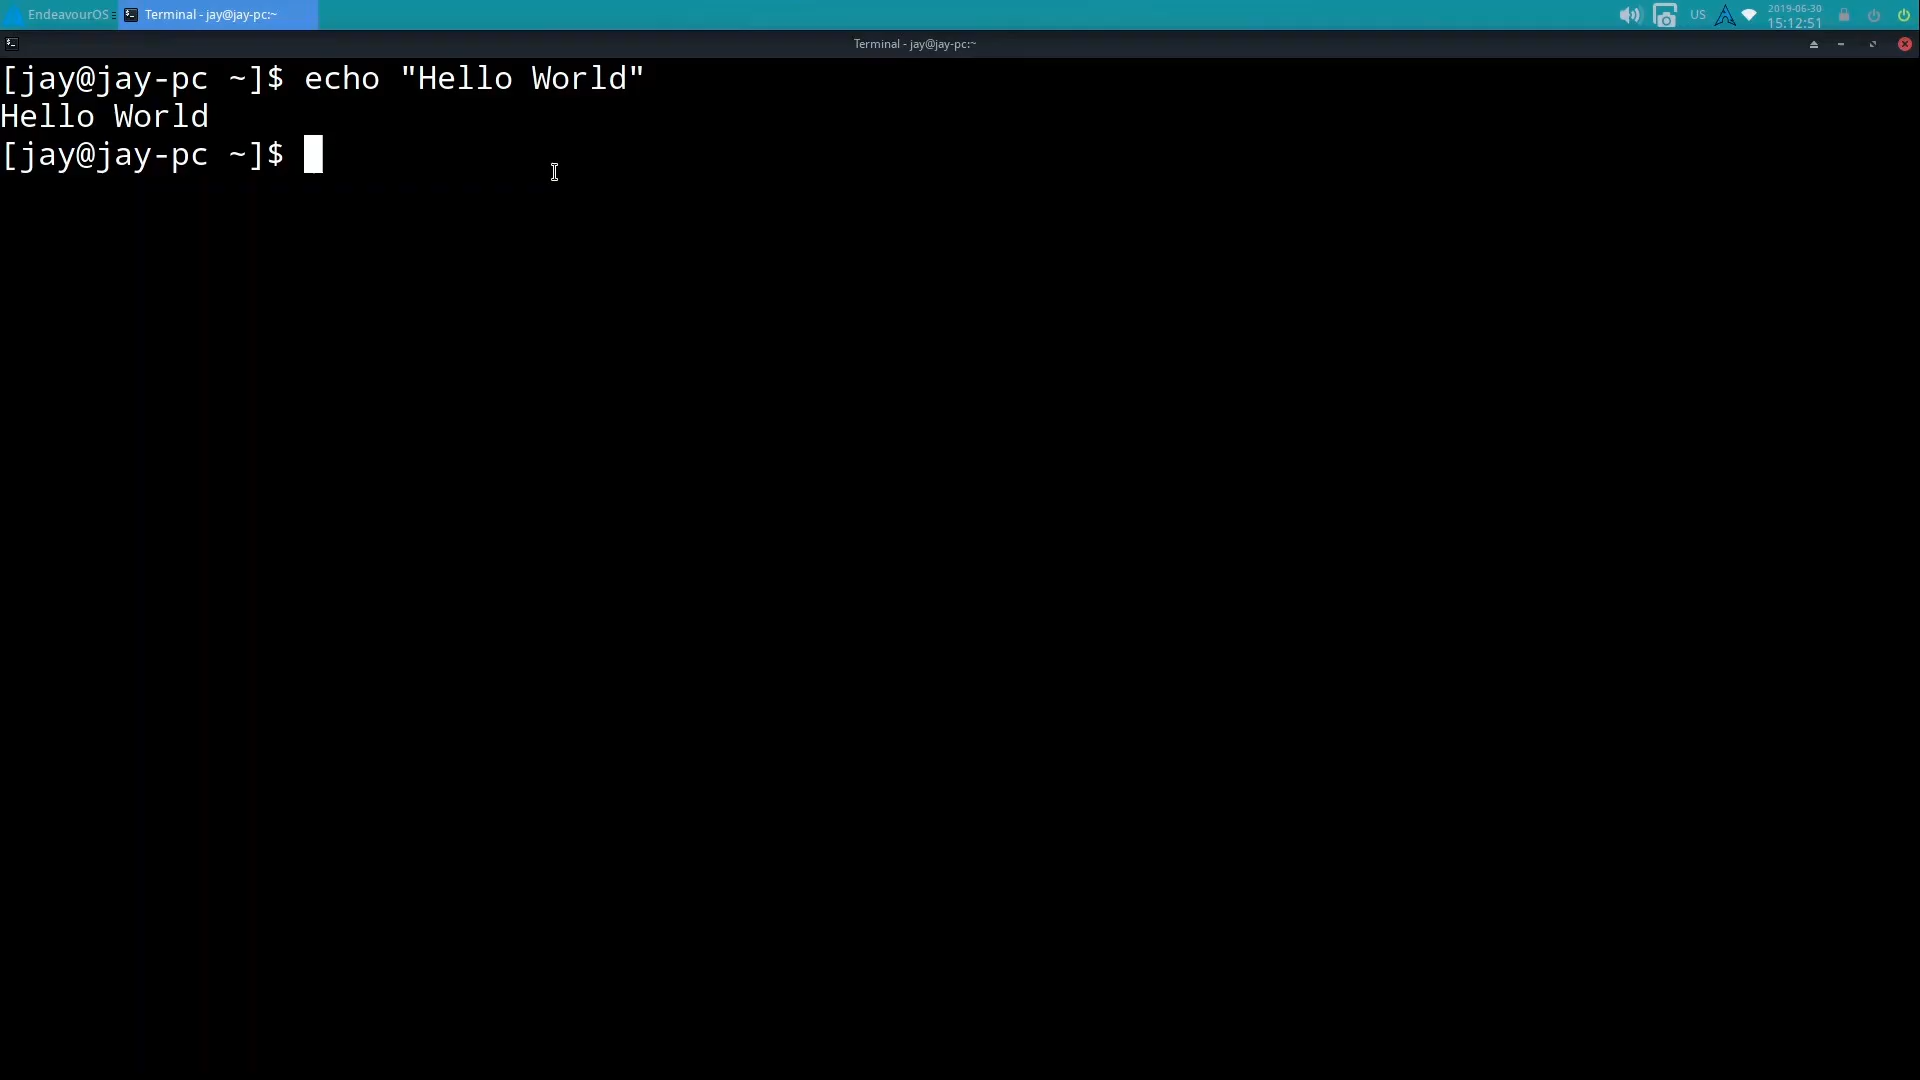 EndeavourOS
Terminal - jay@jay-pc:~
US
2019-06-30
15:12:51
Terminal - jay@jay-pc:~
[jay@jay-pc ~]$ echo "Hello World"
Hello World
[jay@jay-pc ~]$